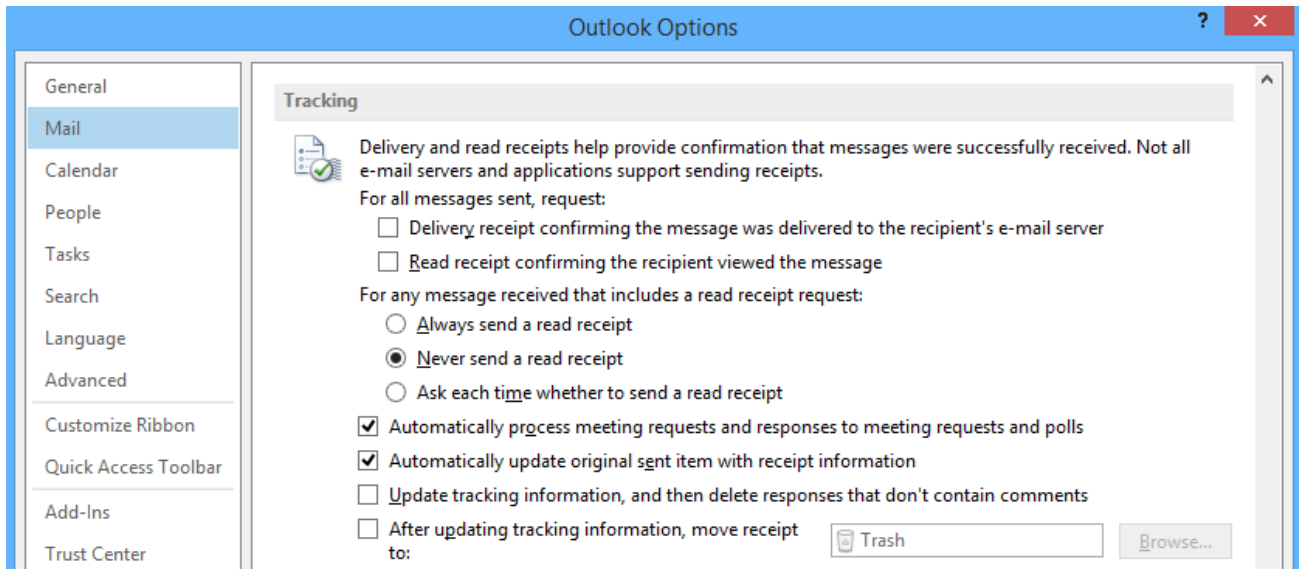 Outlook Options
?
General
Mail
Calendar
People
Tasks
Search
Language
Advanced
Customize Ribbon
Quick Access Toolbar
Add-Ins
Trust Center
Tracking
Delivery and read receipts help provide confirmation that messages were successfully received. Not all
e-mail servers and applications support sending receipts.
For all messages sent, request:
Delivery receipt confirming the message was delivered to the recipient's e-mail server
Read receipt confirming the recipient viewed the message
For any message received that includes a read receipt request:
Always send a read receipt
Never send a read receipt
Ask each time whether to send a read receipt
Automatically process meeting requests and responses to meeting requests and polls
Automatically update original sent item with receipt information
Update tracking information, and then delete responses that don't contain comments
After updating tracking information, move receipt
to:
Trash
Browse...